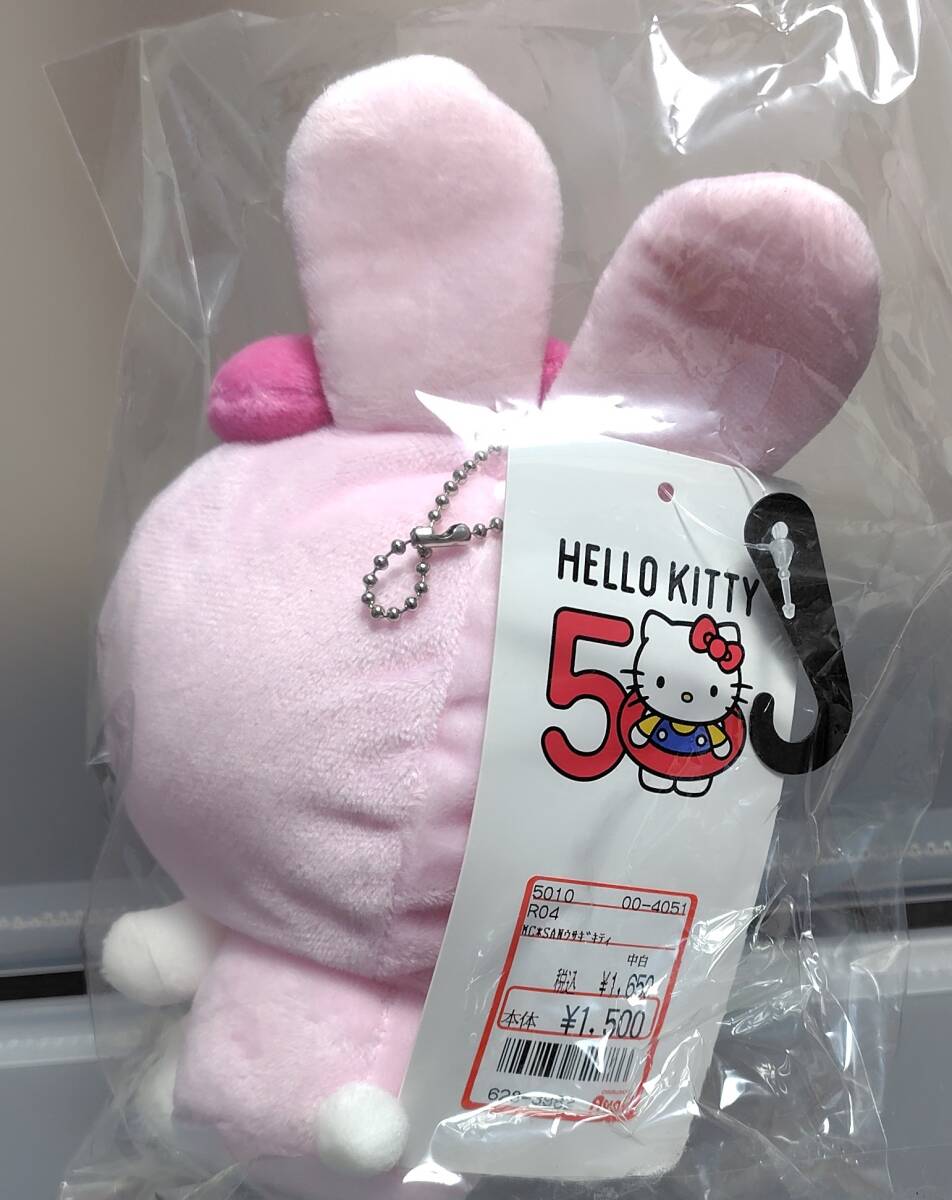 HELLO KITTY
50
5010 00-4051
R04
MC*SANウサギキティ
中白
税込 ¥1,650
本体 ¥1,500